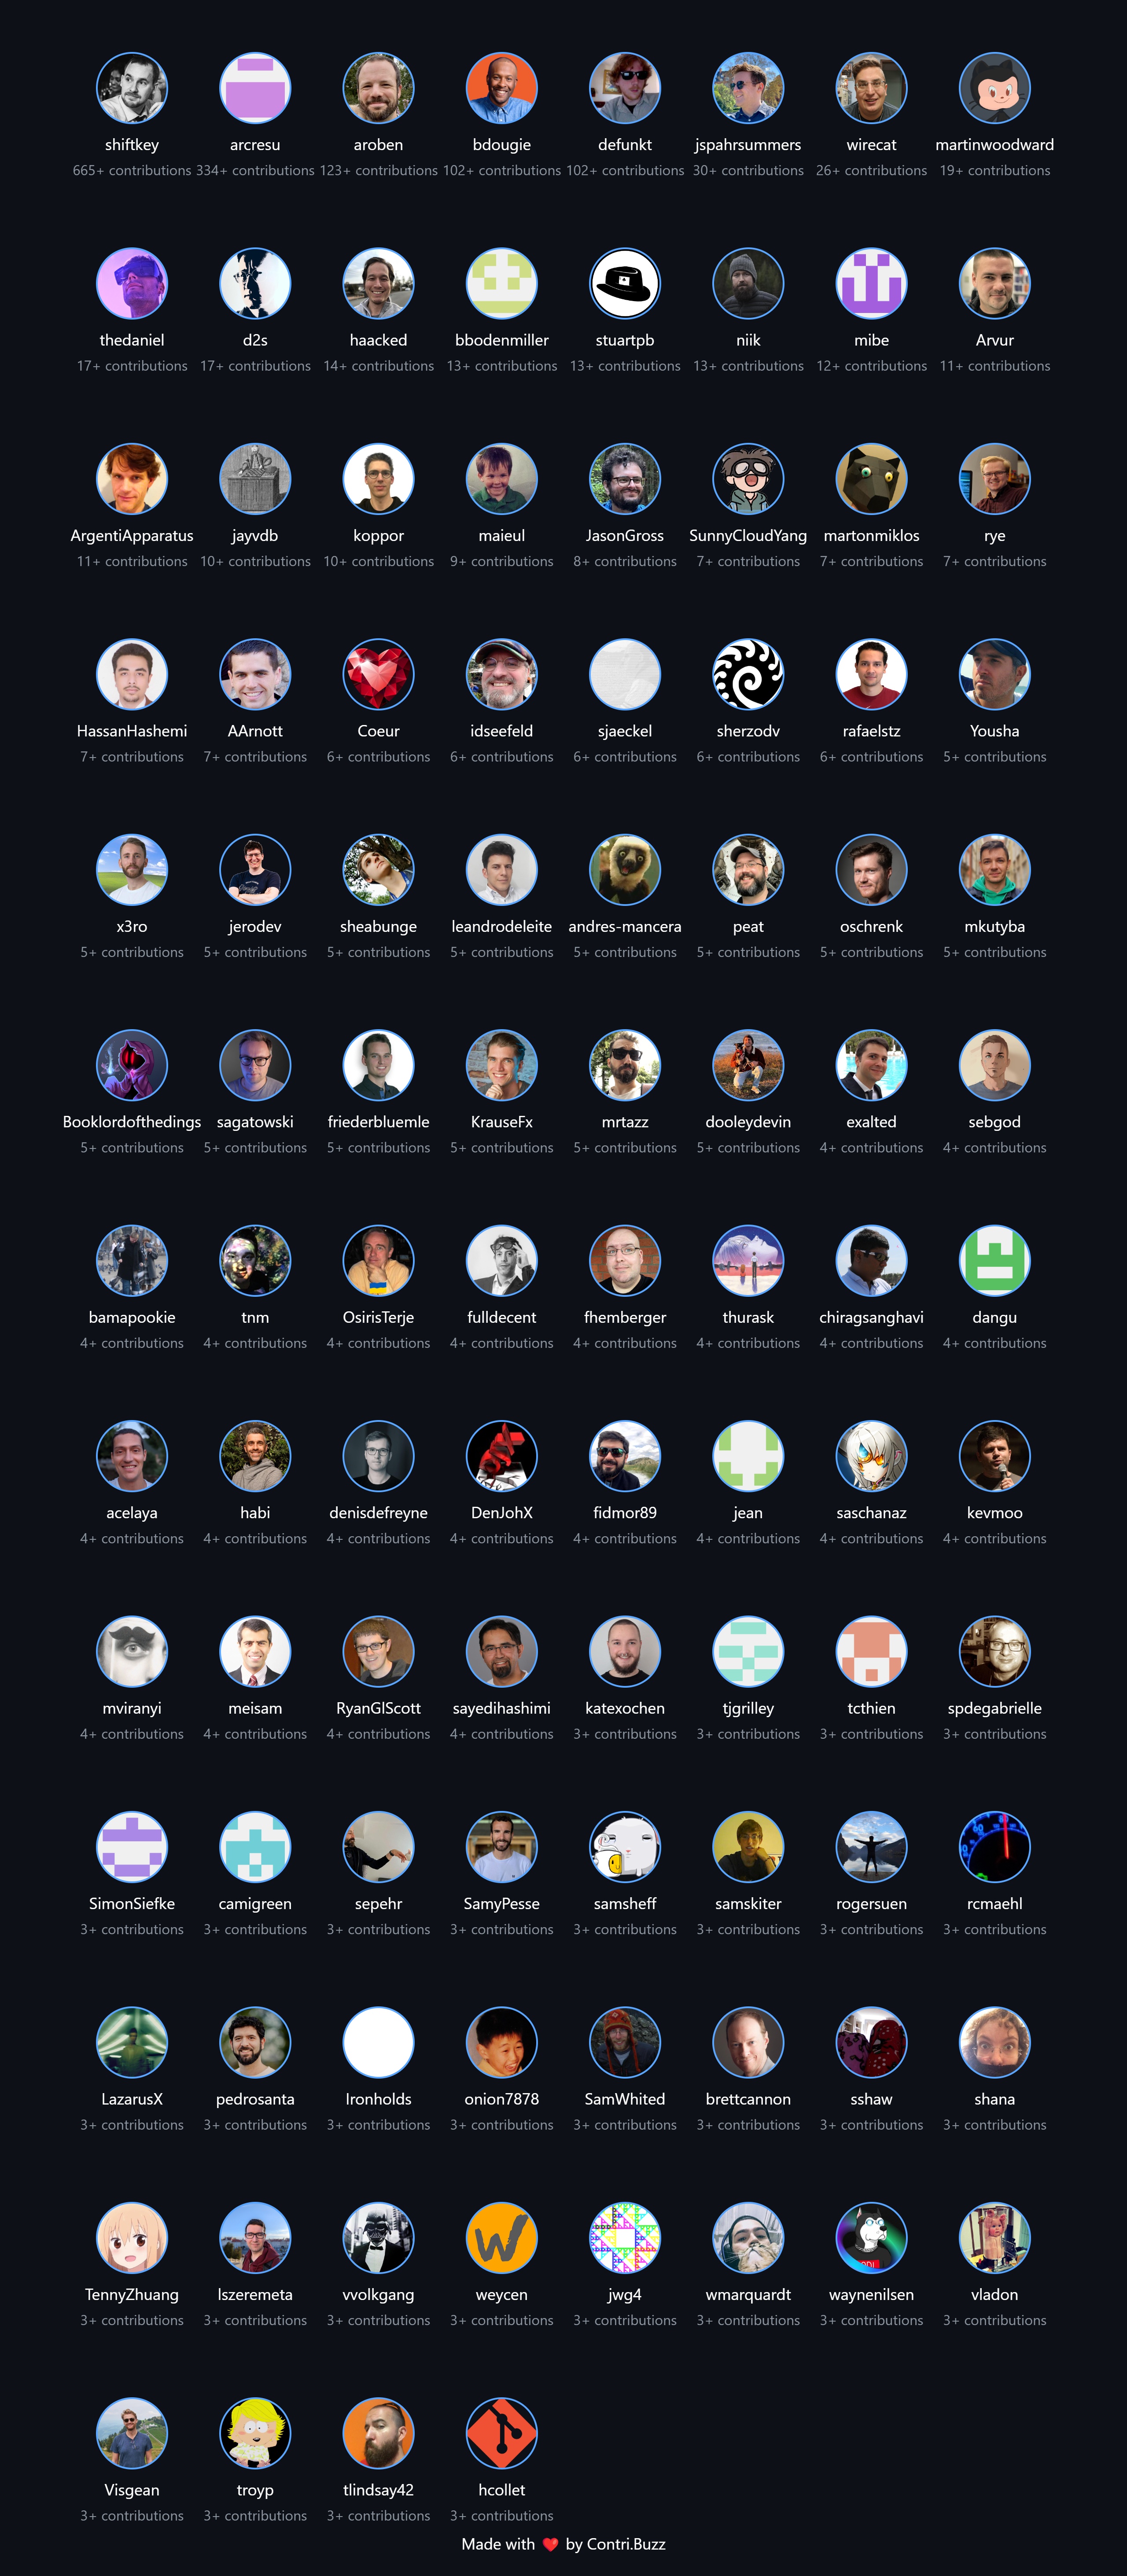 shiftkey arcresu aroben bdougie defunkt jspahrsummers wirecat martinwoodward
665+ contributions 334+ contributions 123+ contributions 102+ contributions 102+ contributions 30+ contributions 26+ contributions 19+ contributions
thedaniel d2s haacked bbodenmiller stuartpb niik mibe Arvur
17+ contributions 17+ contributions 14+ contributions 13+ contributions 13+ contributions 13+ contributions 12+ contributions 11+ contributions
ArgentiApparatus jayvdb koppor maieul JasonGross SunnyCloudYang martonmiklos rye
11+ contributions 10+ contributions 10+ contributions 9+ contributions 8+ contributions 7+ contributions 7+ contributions 7+ contributions
HassanHashemi AArnott Coeur idseefeld sjaeckel sherzodv rafaelstz Yousha
7+ contributions 7+ contributions 6+ contributions 6+ contributions 6+ contributions 6+ contributions 6+ contributions 5+ contributions
x3ro jerodev sheabunge leandrodeleite andres-mancera peat oschrenk mkutyba
5+ contributions 5+ contributions 5+ contributions 5+ contributions 5+ contributions 5+ contributions 5+ contributions 5+ contributions
Booklordofthedings sagatowski friederbluemle KrauseFx mrtazz dooleydevin exalted sebgod
5+ contributions 5+ contributions 5+ contributions 5+ contributions 5+ contributions 5+ contributions 4+ contributions 4+ contributions
bamapookie tnm OsirisTerje fulldecent fhemberger thurask chiragsanghavi dangu
4+ contributions 4+ contributions 4+ contributions 4+ contributions 4+ contributions 4+ contributions 4+ contributions 4+ contributions
acelaya habi denisdefreyne DenJohX fidmor89 jean saschanaz kevmoo
4+ contributions 4+ contributions 4+ contributions 4+ contributions 4+ contributions 4+ contributions 4+ contributions 4+ contributions
mviranyi meisam RyanGlScott sayedihashimi katexochen tjgrilley tcthien spdegabrielle
4+ contributions 4+ contributions 4+ contributions 4+ contributions 3+ contributions 3+ contributions 3+ contributions 3+ contributions
SimonSiefke camigreen sepehr SamyPesse samsheff samskiter rogersuen rcmaehl
3+ contributions 3+ contributions 3+ contributions 3+ contributions 3+ contributions 3+ contributions 3+ contributions 3+ contributions
LazarusX pedrosanta Ironholds onion7878 SamWhited brettcannon sshaw shana
3+ contributions 3+ contributions 3+ contributions 3+ contributions 3+ contributions 3+ contributions 3+ contributions 3+ contributions
TennyZhuang lszeremeta vvolkgang weycen jwg4 wmarquardt waynenilsen vladon
3+ contributions 3+ contributions 3+ contributions 3+ contributions 3+ contributions 3+ contributions 3+ contributions 3+ contributions
Visgean troyp tlindsay42 hcollet
3+ contributions 3+ contributions 3+ contributions 3+ contributions
Made with ❤️ by Contri.Buzz